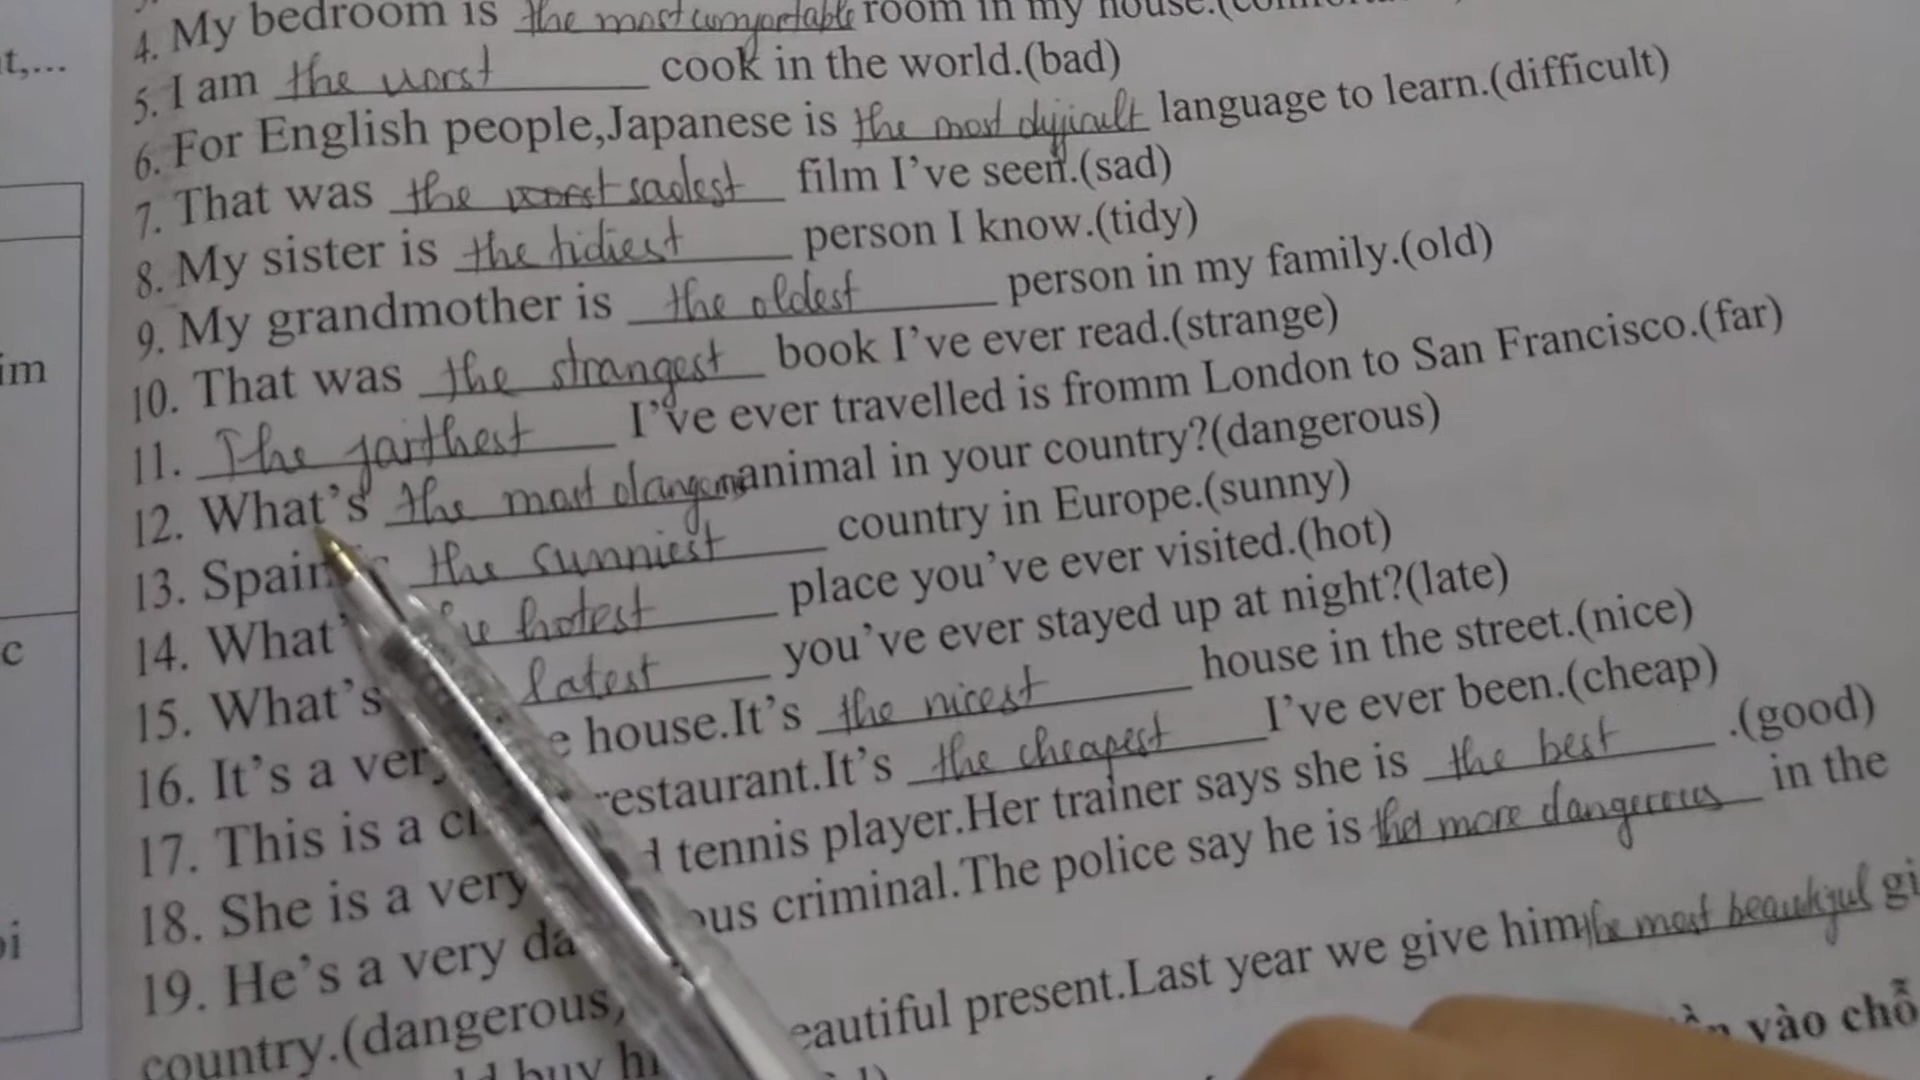 t,...
im
c
oi
4. My bedroom is the most comfortable room in my house.
5. I am the worst cook in the world.(bad)
6. For English people,Japanese is the most difficult language to learn.(difficult)
7. That was the worst sadest film I've seen.(sad)
8. My sister is the tidiest person I know.(tidy)
9. My grandmother is the oldest person in my family.(old)
10. That was the strangest book I've ever read.(strange)
11. The farthest I've ever travelled is fromm London to San Francisco.(far)
12. What's the most dangerous animal in your country?(dangerous)
13. Spain the sunniest country in Europe.(sunny)
14. What' hotest place you've ever visited.(hot)
15. What's latest you've ever stayed up at night?(late)
16. It's a very house.It's the nicest house in the street.(nice)
17. This is a restaurant.It's the cheapest I've ever been.(cheap)
18. She is a very tennis player.Her trainer says she is the best .(good)
19. He's a very criminal.The police say he is the more dangerous in the
country.(dangerous)
beautiful present.Last year we give him the most beautiful
vào chỗ